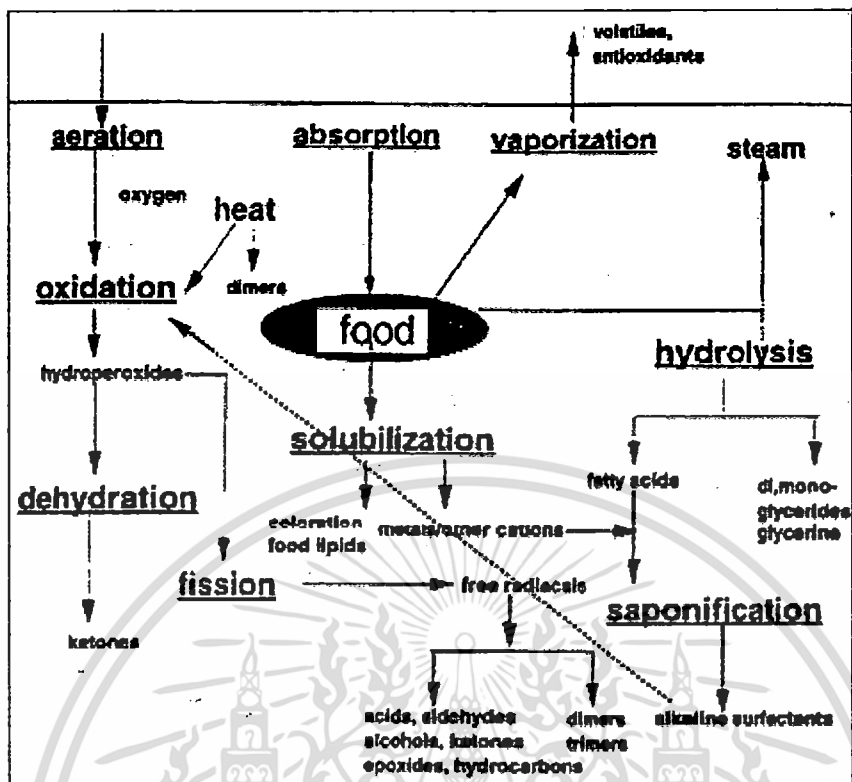 volatiles,
antioxidants
aeration
absorption
vaporization
steam
oxygen
heat
oxidation
dimers
food
hydrolysis
hydroperoxides
solubilization
fatty acids
di,mono-
glycerides
glycerine
dehydration
coloration
food lipids
metals/other cations
fission
free radiacals
saponification
ketones
acids, aldehydes
alcohols, ketones
epoxides, hydrocarbons
dimers
trimers
alkaline surfactants